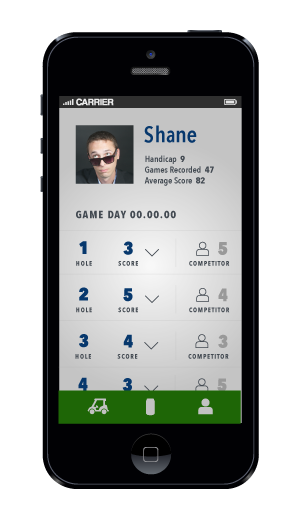 CARRIER
Shane
Handicap 9
Games Recorded 47
Average Score 82
GAME DAY 00.00.00
1 3 5
HOLE SCORE COMPETITOR
2 5 4
HOLE SCORE COMPETITOR
3 4 3
HOLE SCORE COMPETITOR
4 3 5